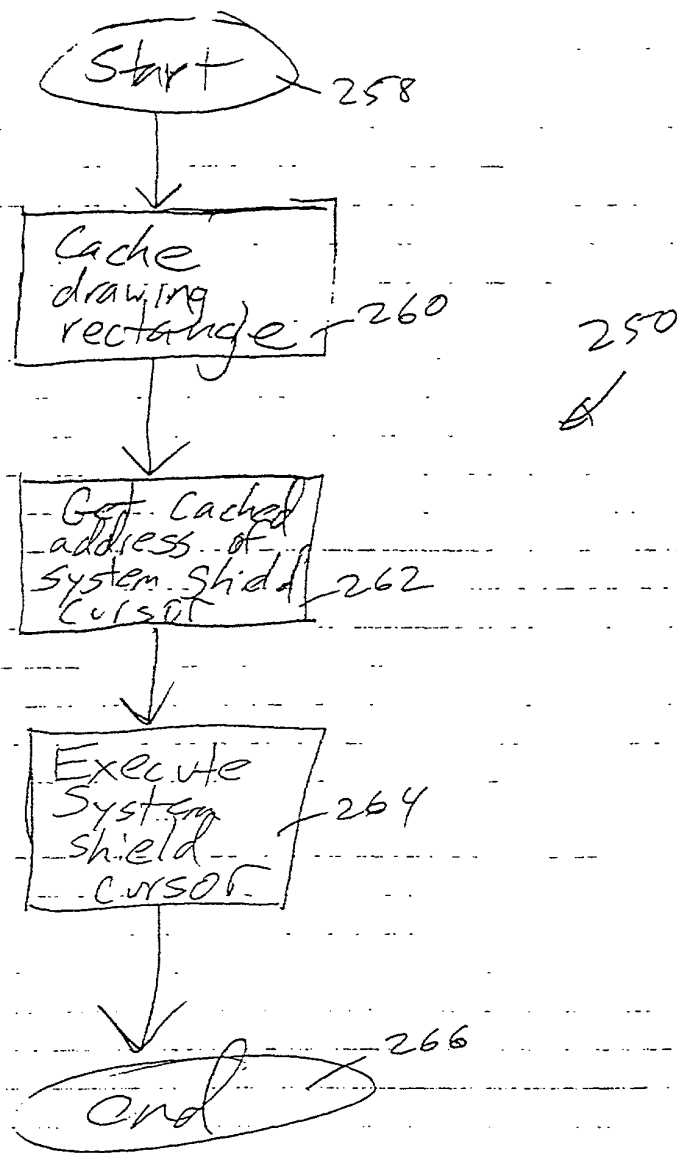 Start
258
Cache
drawing
rectangle
260
250
Get Cached
address of
system shield
cursor
262
Execute
System
shield
cursor
264
266
end